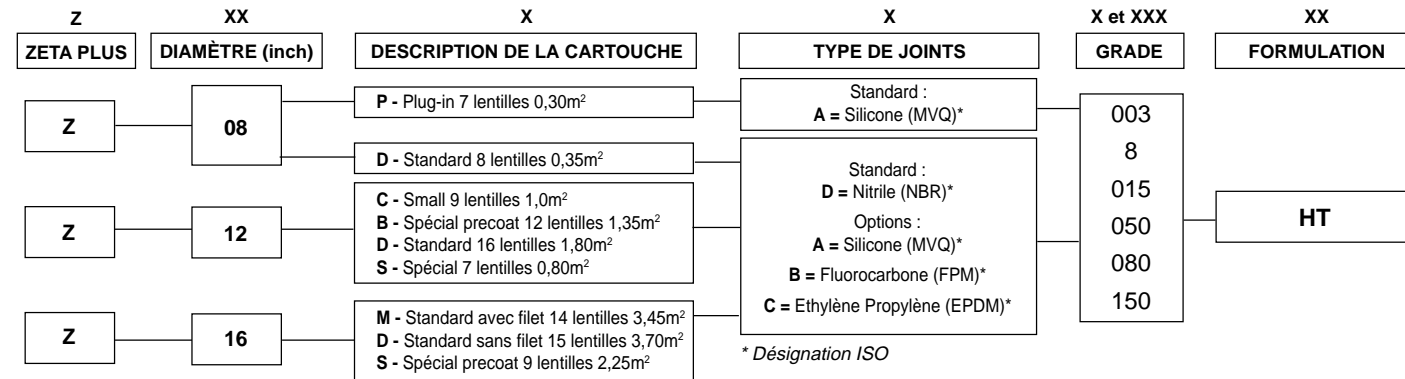 Z XX X X X et XXX XX
ZETA PLUS DIAMÈTRE (inch) DESCRIPTION DE LA CARTOUCHE TYPE DE JOINTS GRADE FORMULATION
Z
08
P - Plug-in 7 lentilles 0,30m²
D - Standard 8 lentilles 0,35m²
Z
12
C - Small 9 lentilles 1,0m²
B - Spécial precoat 12 lentilles 1,35m²
D - Standard 16 lentilles 1,80m²
S - Spécial 7 lentilles 0,80m²
Z
16
M - Standard avec filet 14 lentilles 3,45m²
D - Standard sans filet 15 lentilles 3,70m²
S - Spécial precoat 9 lentilles 2,25m²
Standard :
A = Silicone (MVQ)*
Standard :
D = Nitrile (NBR)*
Options :
A = Silicone (MVQ)*
B = Fluorocarbone (FPM)*
C = Ethylène Propylène (EPDM)*
* Désignation ISO
003
8
015
050
080
150
HT